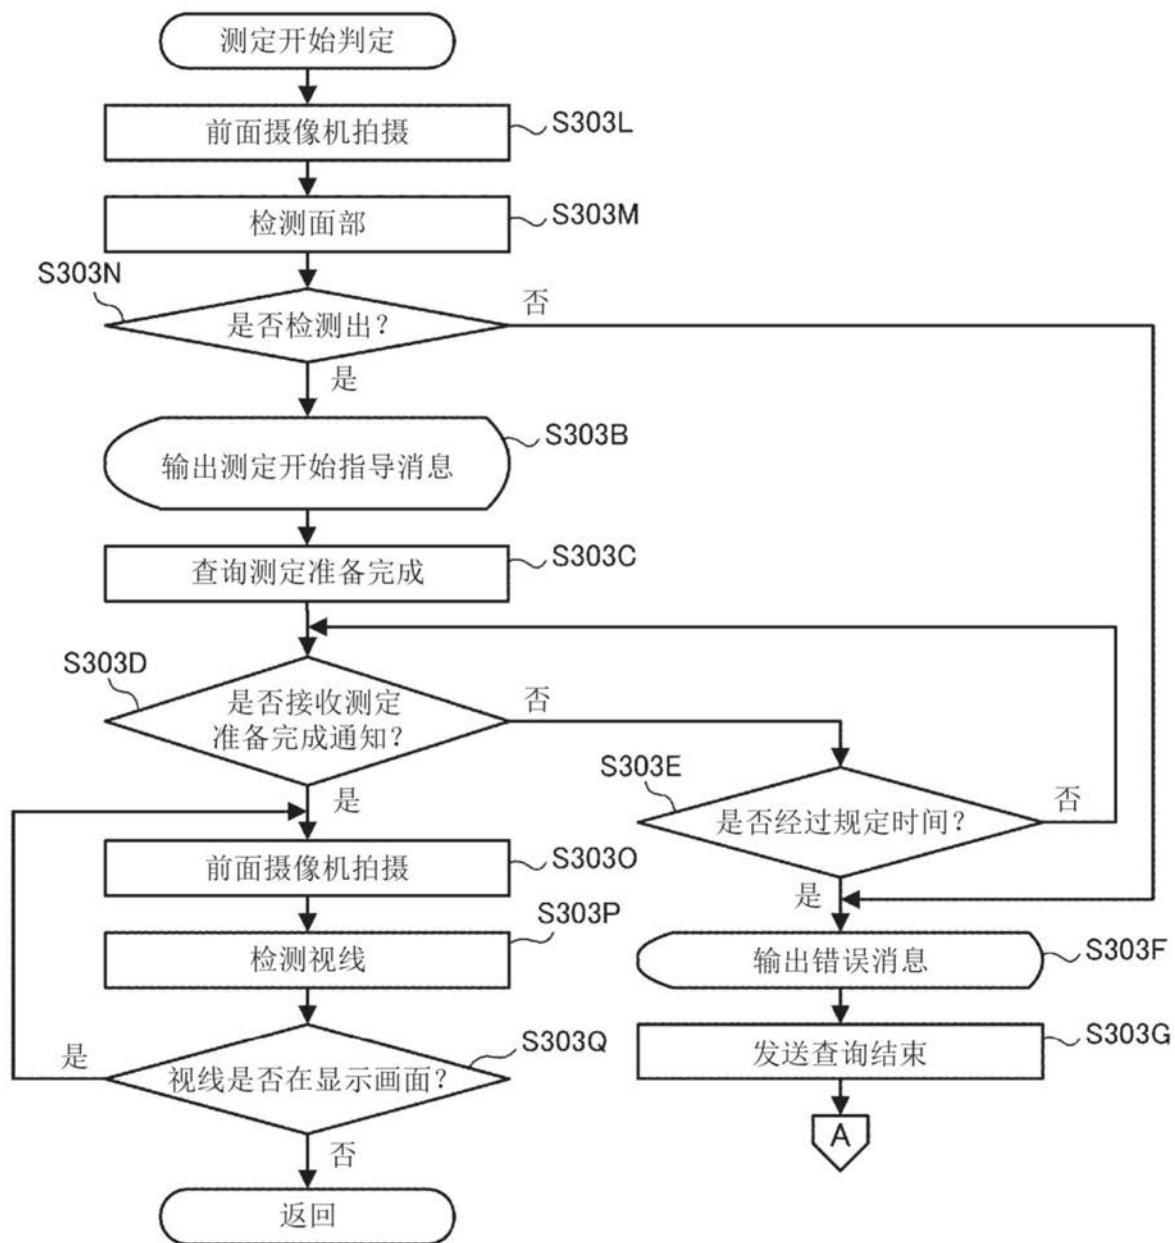 测定开始判定
前面摄像机拍摄
S303L
检测面部
S303M
S303N
是否检测出?
否
是
输出测定开始指导消息
S303B
查询测定准备完成
S303C
S303D
是否接收测定
准备完成通知?
否
是
S303E
是否经过规定时间?
否
是
前面摄像机拍摄
S303O
检测视线
S303P
输出错误消息
S303F
视线是否在显示画面?
S303Q
是
否
发送查询结束
S303G
A
返回